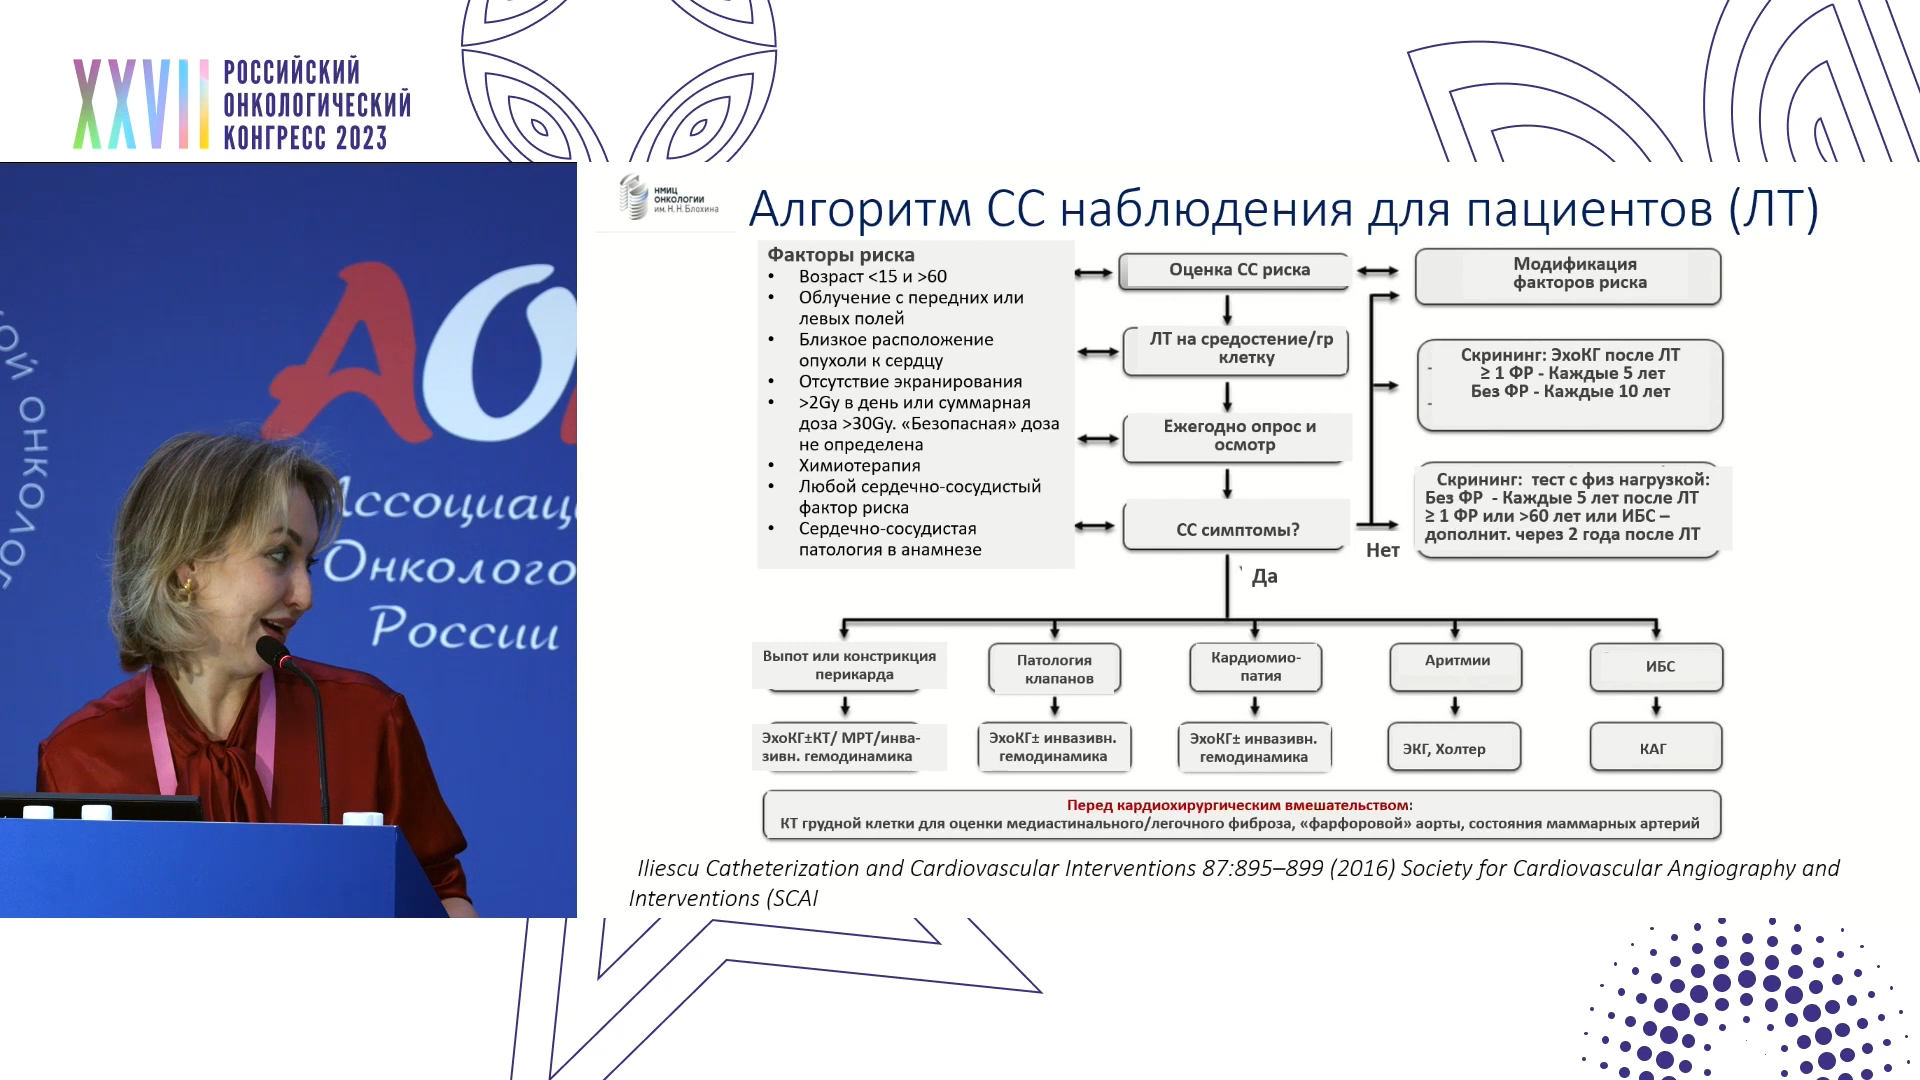 XXVII
РОССИЙСКИЙ
ОНКОЛОГИЧЕСКИЙ
КОНГРЕСС 2023
ОЙ ОНКОЛОГ
АО
Ассоциац
Онколого
России
НМИЦ
ОНКОЛОГИИ
им. Н. Н. Блохина
Алгоритм СС наблюдения для пациентов (ЛТ)
Факторы риска
• Возраст <15 и >60
• Облучение с передних или
левых полей
• Близкое расположение
опухоли к сердцу
• Отсутствие экранирования
• >2Gy в день или суммарная
доза >30Gy. «Безопасная» доза
не определена
• Химиотерапия
• Любой сердечно-сосудистый
фактор риска
• Сердечно-сосудистая
патология в анамнезе
Оценка СС риска
ЛТ на средостение/гр
клетку
Ежегодно опрос и
осмотр
СС симптомы?
Нет
Да
Модификация
факторов риска
Скрининг: ЭхоКГ после ЛТ
- ≥ 1 ФР - Каждые 5 лет
Без ФР - Каждые 10 лет
-
Скрининг: тест с физ нагрузкой:
Без ФР - Каждые 5 лет после ЛТ
≥ 1 ФР или >60 лет или ИБС –
дополнит. через 2 года после ЛТ
Выпот или констрикция
перикарда
Патология
клапанов
Кардиомио-
патия
Аритмии
ИБС
ЭхоКГ±КТ/ МРТ/инва-
зивн. гемодинамика
ЭхоКГ± инвазивн.
гемодинамика
ЭхоКГ± инвазивн.
гемодинамика
ЭКГ, Холтер
КАГ
Перед кардиохирургическим вмешательством:
КТ грудной клетки для оценки медиастинального/легочного фиброза, «фарфоровой» аорты, состояния маммарных артерий
Iliescu Catheterization and Cardiovascular Interventions 87:895–899 (2016) Society for Cardiovascular Angiography and
Interventions (SCAI